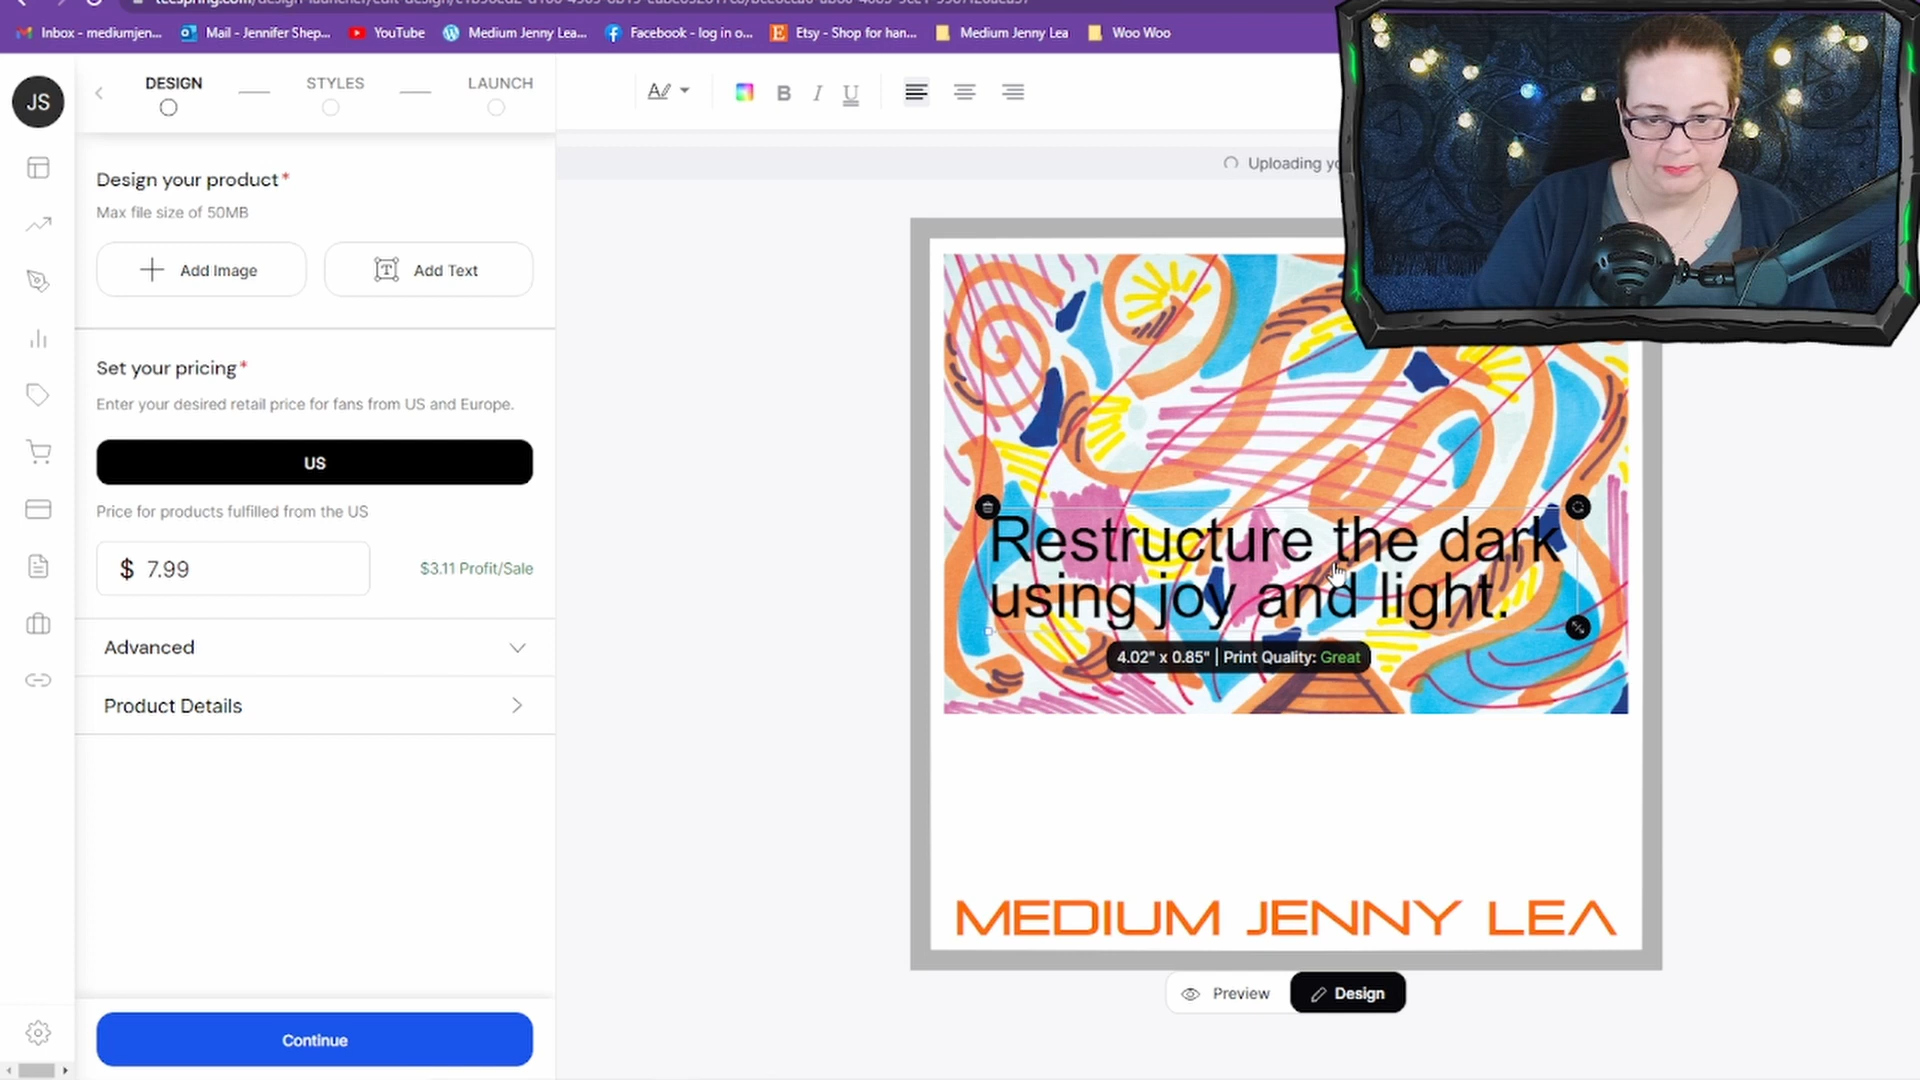 Inbox - mediumjen...
Mail - Jennifer Shep...
YouTube
Medium Jenny Lea...
Facebook - log in o...
Etsy - Shop for han...
Medium Jenny Lea
Woo Woo
JS
DESIGN
STYLES
LAUNCH
B I U
Design your product*
Max file size of 50MB
Add Image
Add Text
Uploading yo
Set your pricing*
Enter your desired retail price for fans from US and Europe.
US
Price for products fulfilled from the US
$ 7.99
$3.11 Profit/Sale
Advanced
Product Details
Continue
Restructure the dark
using joy and light.
4.02" x 0.85" | Print Quality: Great
MEDIUM JENNY LEA
Preview
Design